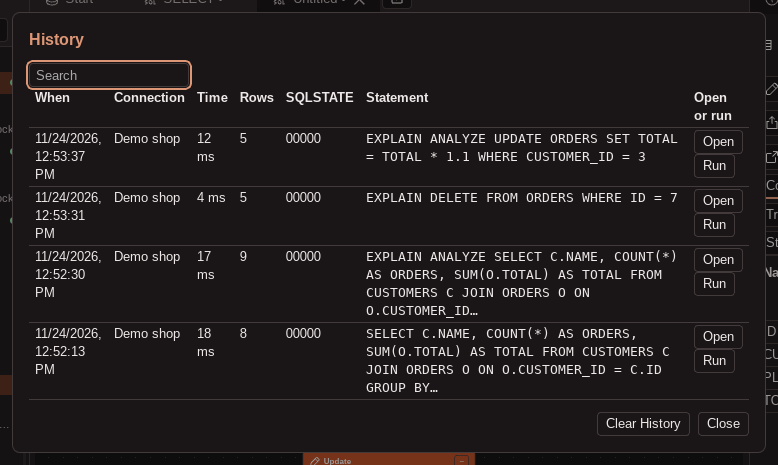 Start
SELECT
Untitled
History
Search
When Connection Time Rows SQLSTATE Statement Open or run
11/24/2026, 12:53:37 PM Demo shop 12 ms 5 00000 EXPLAIN ANALYZE UPDATE ORDERS SET TOTAL
= TOTAL * 1.1 WHERE CUSTOMER_ID = 3
Open
Run
11/24/2026, 12:53:31 PM Demo shop 4 ms 5 00000 EXPLAIN DELETE FROM ORDERS WHERE ID = 7
Open
Run
11/24/2026, 12:52:30 PM Demo shop 17 ms 9 00000 EXPLAIN ANALYZE SELECT C.NAME, COUNT(*)
AS ORDERS, SUM(O.TOTAL) AS TOTAL FROM
CUSTOMERS C JOIN ORDERS O ON
O.CUSTOMER_ID…
Open
Run
11/24/2026, 12:52:13 PM Demo shop 18 ms 8 00000 SELECT C.NAME, COUNT(*) AS ORDERS,
SUM(O.TOTAL) AS TOTAL FROM CUSTOMERS C
JOIN ORDERS O ON O.CUSTOMER_ID = C.ID
GROUP BY…
Open
Run
Clear History Close
Update